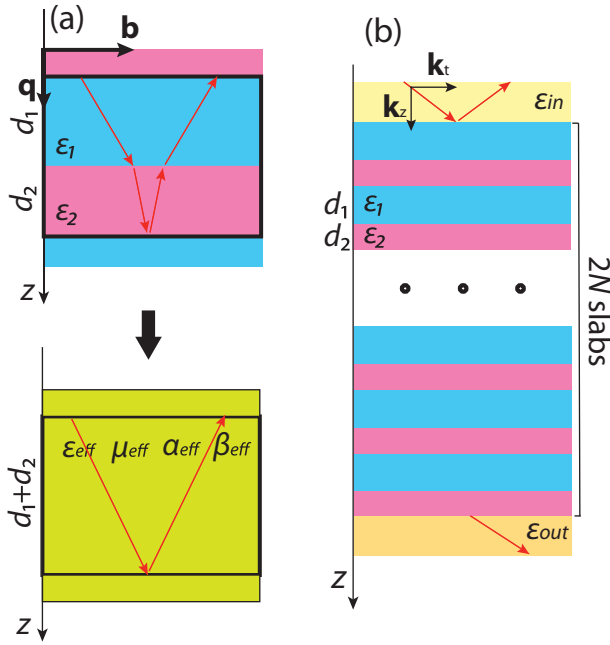 (a)
b
q
d₁
ε₁
d₂
ε₂
z
d₁+d₂
εeff μeff αeff βeff
z
(b)
kt
kz
εin
d₁ ε₁
d₂ ε₂
2N slabs
εout
z